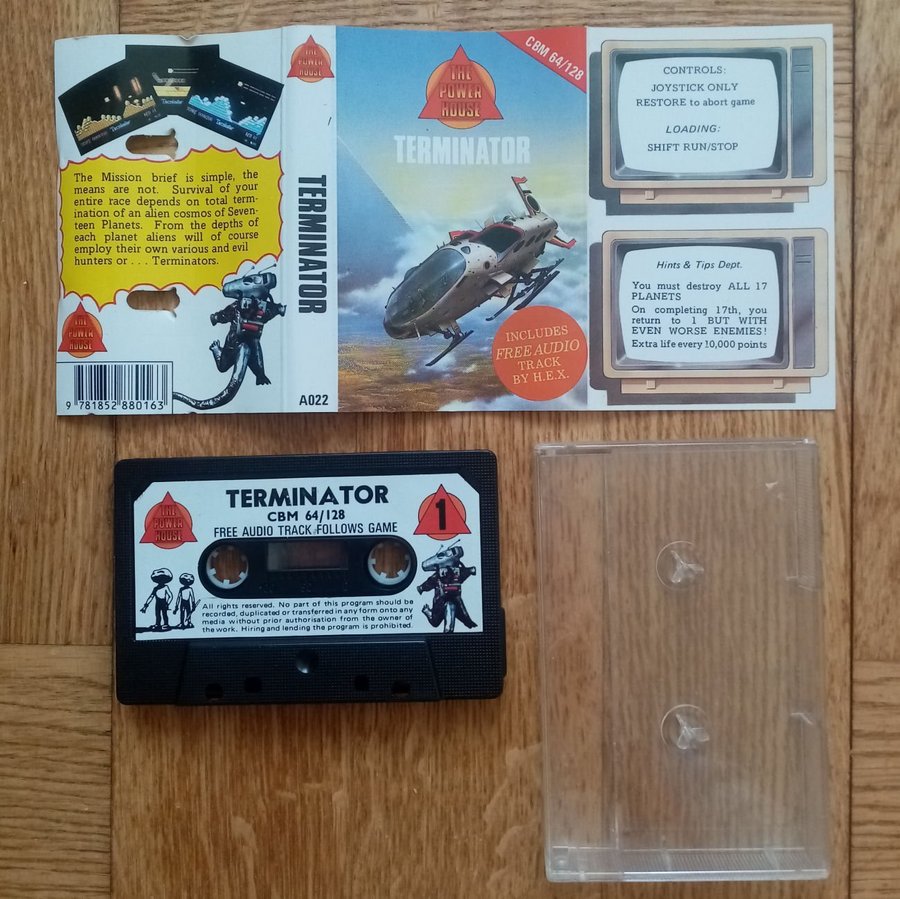 The Mission brief is simple, the
means are not. Survival of your
entire race depends on total term-
ination of an alien cosmos of Seven-
teen Planets. From the depths of
each planet aliens will of course
employ their own various and evil
hunters or . . . Terminators.
THE
POWER
HOUSE
9 781852 880163
THE
POWER
HOUSE
TERMINATOR
A022
CBM 64/128
THE
POWER
HOUSE
TERMINATOR
INCLUDES
FREE AUDIO
TRACK
BY H.E.X.
CONTROLS:
JOYSTICK ONLY
RESTORE to abort game
LOADING:
SHIFT RUN/STOP
Hints & Tips Dept.
You must destroy ALL 17
PLANETS
On completing 17th, you
return to 1 BUT WITH
EVEN WORSE ENEMIES!
Extra life every 10,000 points
THE
POWER
HOUSE
TERMINATOR
CBM 64/128
FREE AUDIO TRACK FOLLOWS GAME
1
All rights reserved. No part of this program should be
recorded, duplicated or transferred in any form onto any
media without prior authorisation from the owner of
the work. Hiring and lending the program is prohibited.